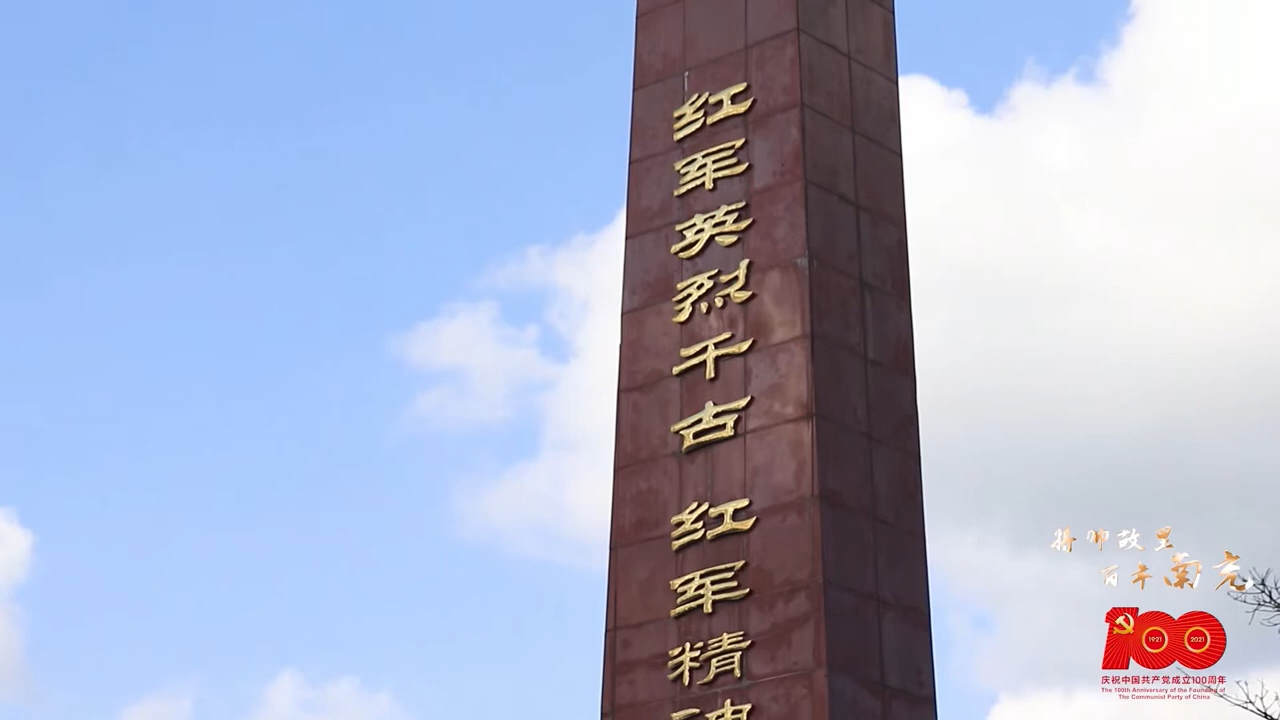 红军英烈千古 红军精神
将帅故里
百年南充
100
1921
2021
庆祝中国共产党成立100周年
The 100th Anniversary of the Founding of
The Communist Party of China